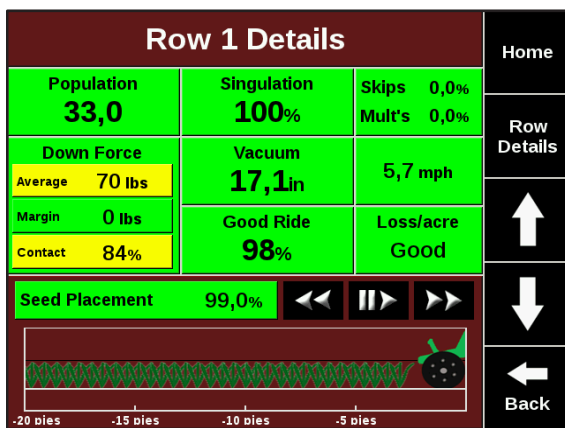 Row 1 Details
Home
Population
33,0
Singulation
100%
Skips 0,0%
Mult's 0,0%
Row
Details
Down Force
Average 70 lbs
Margin 0 lbs
Contact 84%
Vacuum
17,1in
5,7 mph
Good Ride
98%
Loss/acre
Good
Seed Placement 99,0%
-20 pies -15 pies -10 pies -5 pies
Back